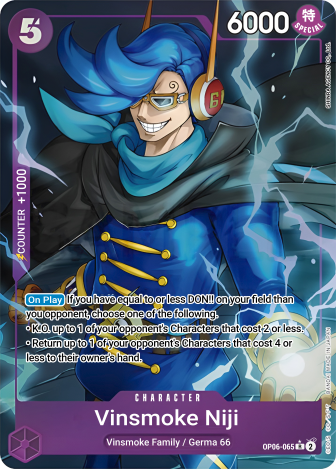 5
6000
特
SPECIAL
COUNTER +1000
6
On Play If you have equal to or less DON!! on your field than
you opponent, choose one of the following.
• K.O. up to 1 of your opponent's Characters that cost 2 or less.
• Return up to 1 of your opponent's Characters that cost 4 or
less to their owner's hand.
CHARACTER
Vinsmoke Niji
Vinsmoke Family / Germa 66
OP06-065 R 2